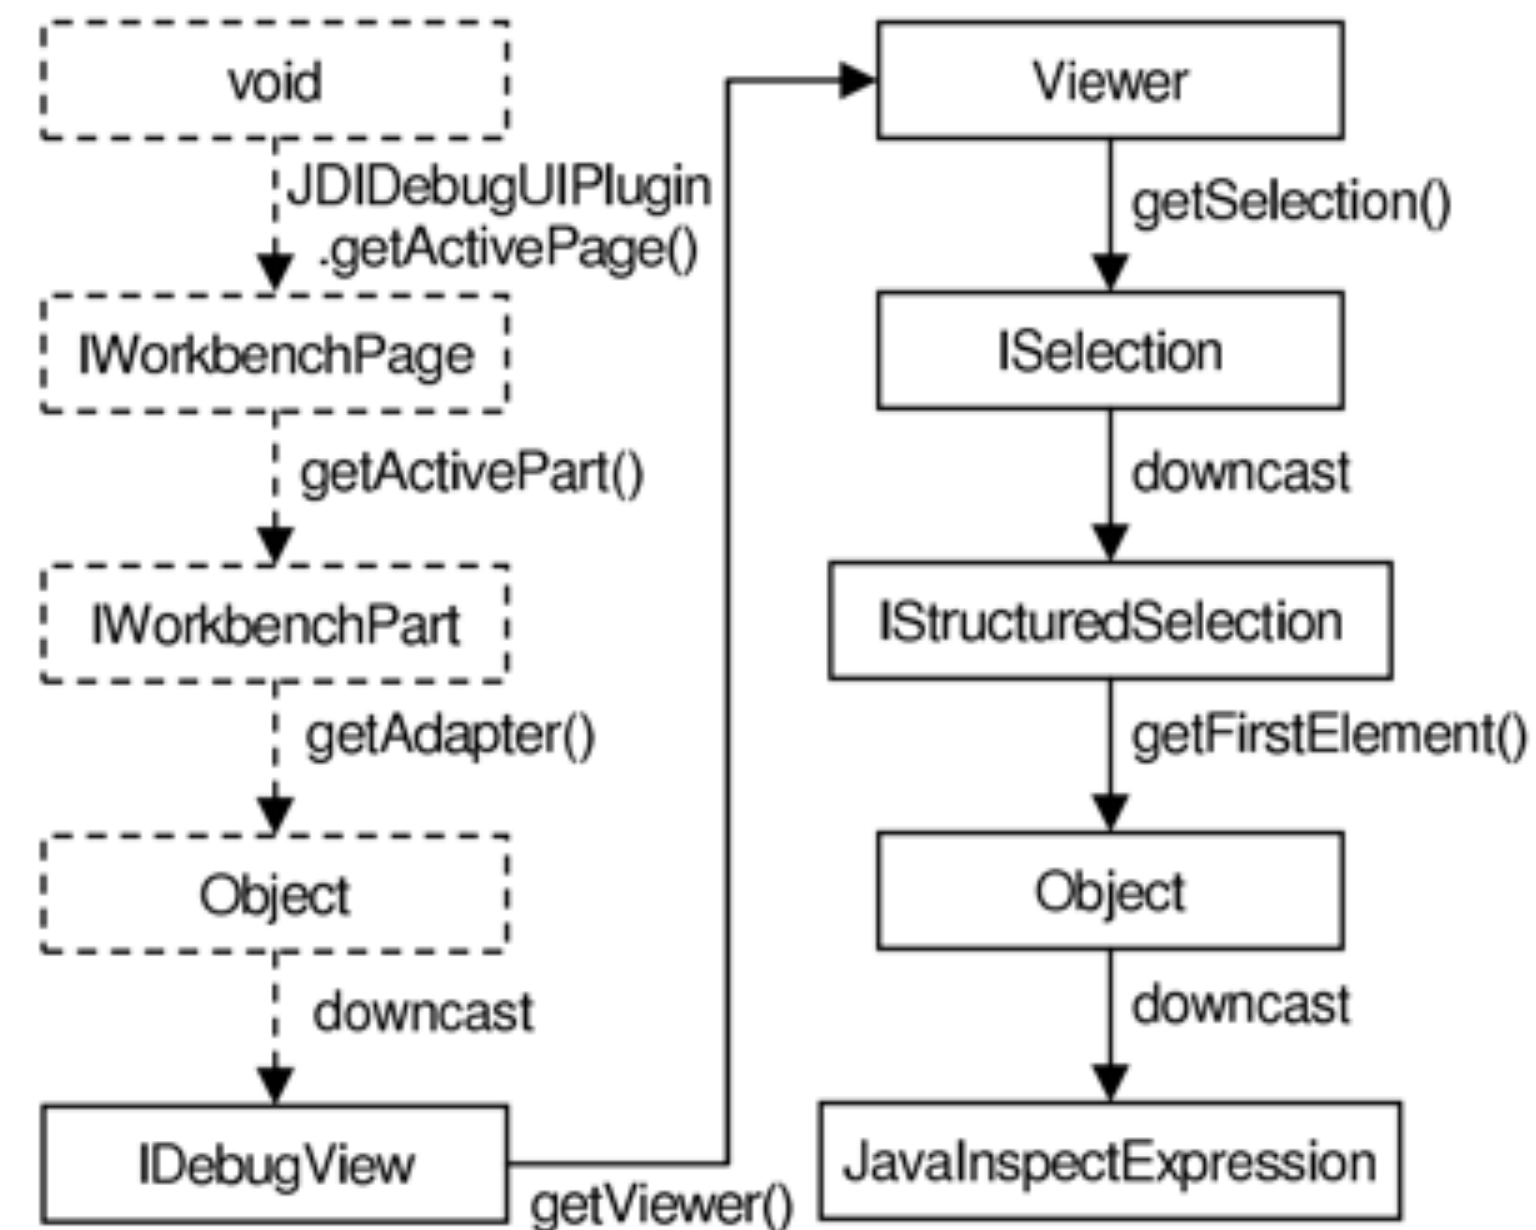 void
JDIDebugUIPlugin
.getActivePage()
IWorkbenchPage
getActivePart()
IWorkbenchPart
getAdapter()
Object
downcast
IDebugView
getViewer()
Viewer
getSelection()
ISelection
downcast
IStructuredSelection
getFirstElement()
Object
downcast
JavaInspectExpression